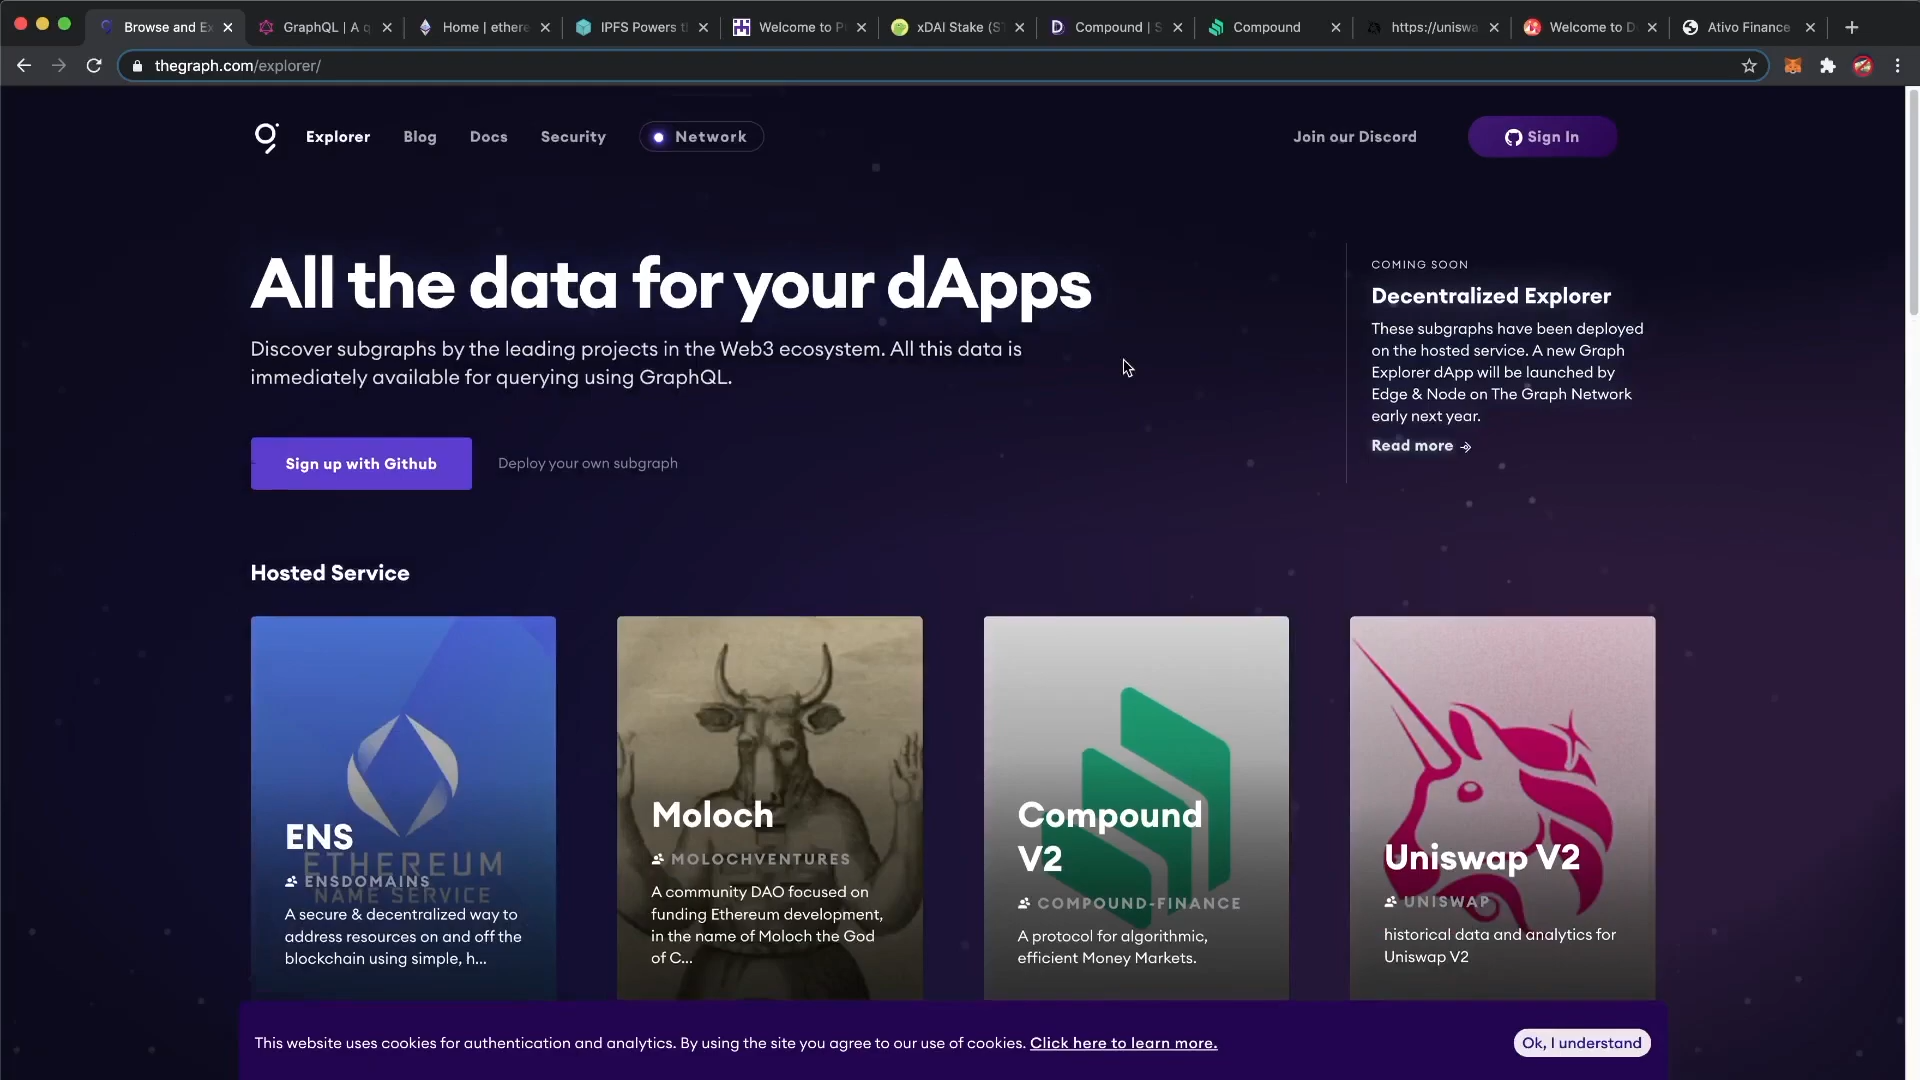 Browse and Ex
GraphQL | A q
Home | ethere
IPFS Powers t
Welcome to P
xDAI Stake (S
Compound | S
Compound
https://uniswa
Welcome to D
Ativo Finance
thegraph.com/explorer/
Explorer
Blog
Docs
Security
Network
Join our Discord
Sign In
All the data for your dApps
Discover subgraphs by the leading projects in the Web3 ecosystem. All this data is
immediately available for querying using GraphQL.
Sign up with Github
Deploy your own subgraph
COMING SOON
Decentralized Explorer
These subgraphs have been deployed
on the hosted service. A new Graph
Explorer dApp will be launched by
Edge & Node on The Graph Network
early next year.
Read more
Hosted Service
ENS
ETHEREUM
NAME SERVICE
ENSDOMAINS
A secure & decentralized way to
address resources on and off the
blockchain using simple, h...
Moloch
MOLOCHVENTURES
A community DAO focused on
funding Ethereum development,
in the name of Moloch the God
of C...
Compound
V2
COMPOUND-FINANCE
A protocol for algorithmic,
efficient Money Markets.
Uniswap V2
UNISWAP
historical data and analytics for
Uniswap V2
This website uses cookies for authentication and analytics. By using the site you agree to our use of cookies. Click here to learn more.
Ok, I understand